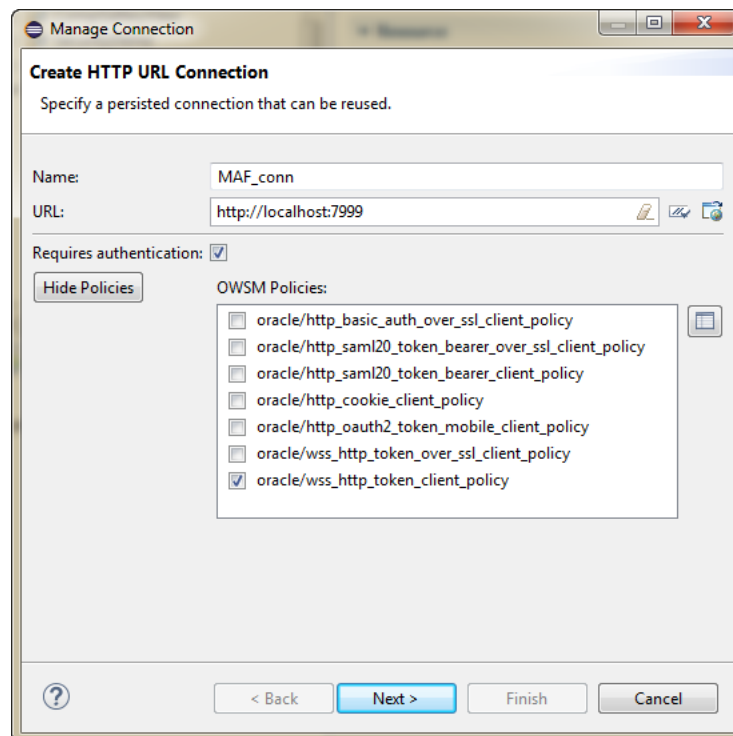 Manage Connection
Create HTTP URL Connection
Specify a persisted connection that can be reused.
Name: MAF_conn
URL: http://localhost:7999
Requires authentication:
Hide Policies OWSM Policies:
oracle/http_basic_auth_over_ssl_client_policy
oracle/http_saml20_token_bearer_over_ssl_client_policy
oracle/http_saml20_token_bearer_client_policy
oracle/http_cookie_client_policy
oracle/http_oauth2_token_mobile_client_policy
oracle/wss_http_token_over_ssl_client_policy
oracle/wss_http_token_client_policy
? < Back Next > Finish Cancel